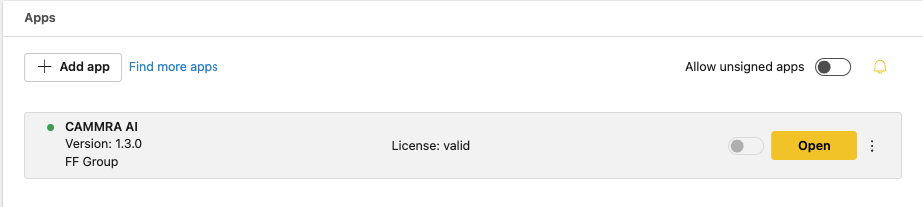 Apps
Add app
Find more apps
Allow unsigned apps
CAMMRA AI
Version: 1.3.0
FF Group
License: valid
Open